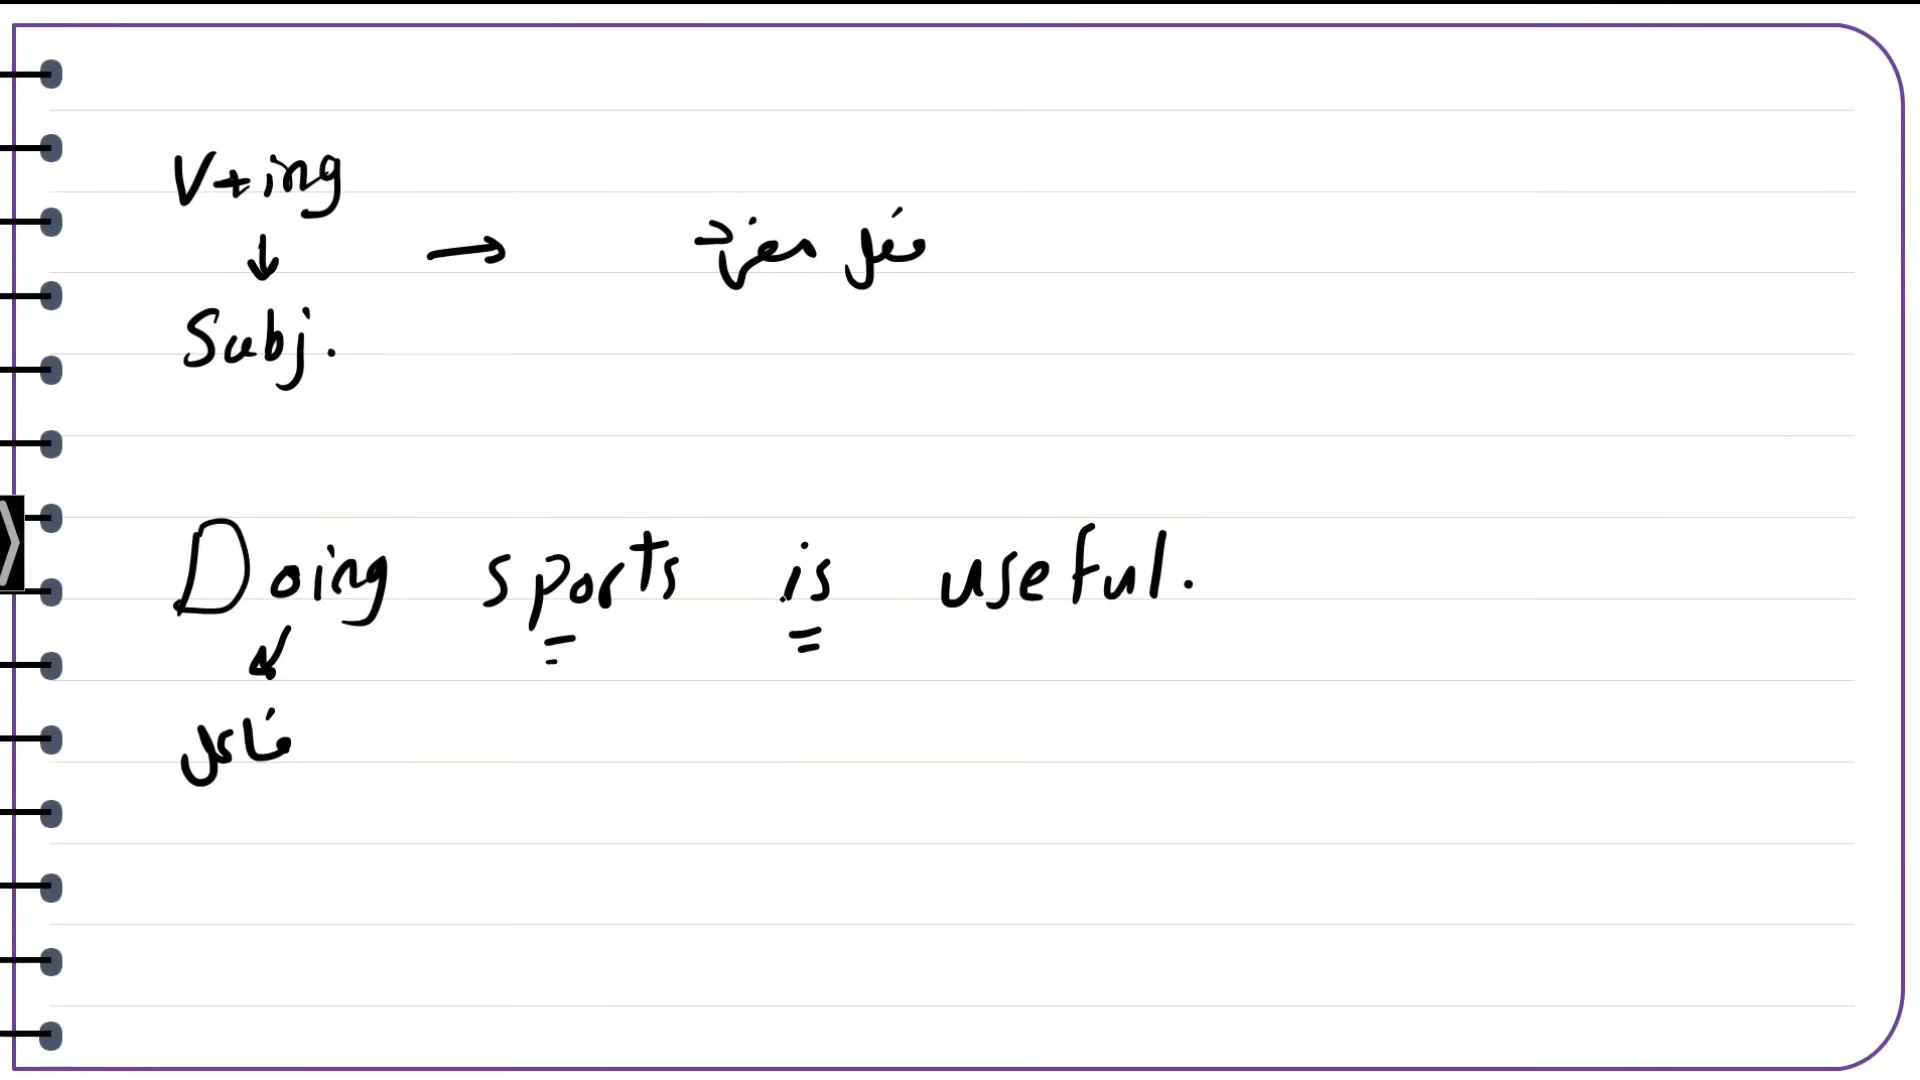 V+ing
↓ → فعل مفرد
Subj.
Doing sports is useful.
فاعل